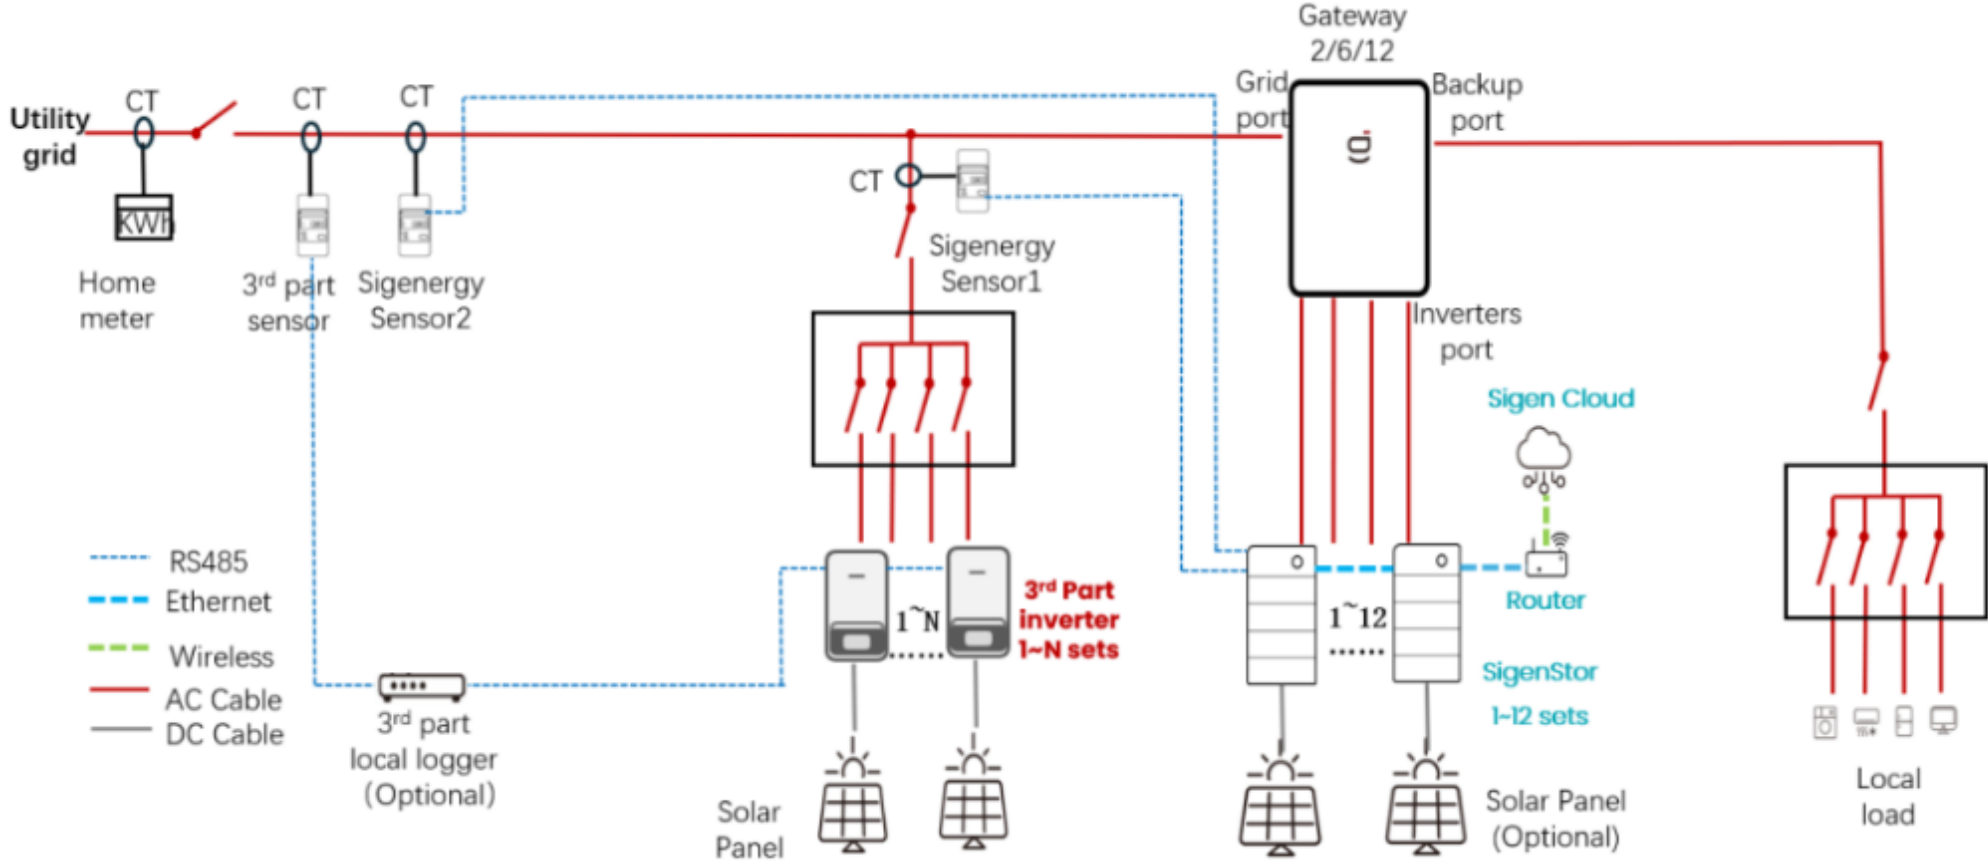 Gateway
2/6/12
Grid
port
Backup
port
Utility
grid
CT
CT
CT
KWh
Home
meter
3rd part
sensor
Sigenergy
Sensor2
CT
Sigenergy
Sensor1
Inverters
port
Sigen Cloud
Router
RS485
Ethernet
Wireless
AC Cable
DC Cable
3rd part
local logger
(Optional)
1~N
3rd Part
inverter
1~N sets
1~12
SigenStor
1~12 sets
Solar
Panel
Solar Panel
(Optional)
Local
load